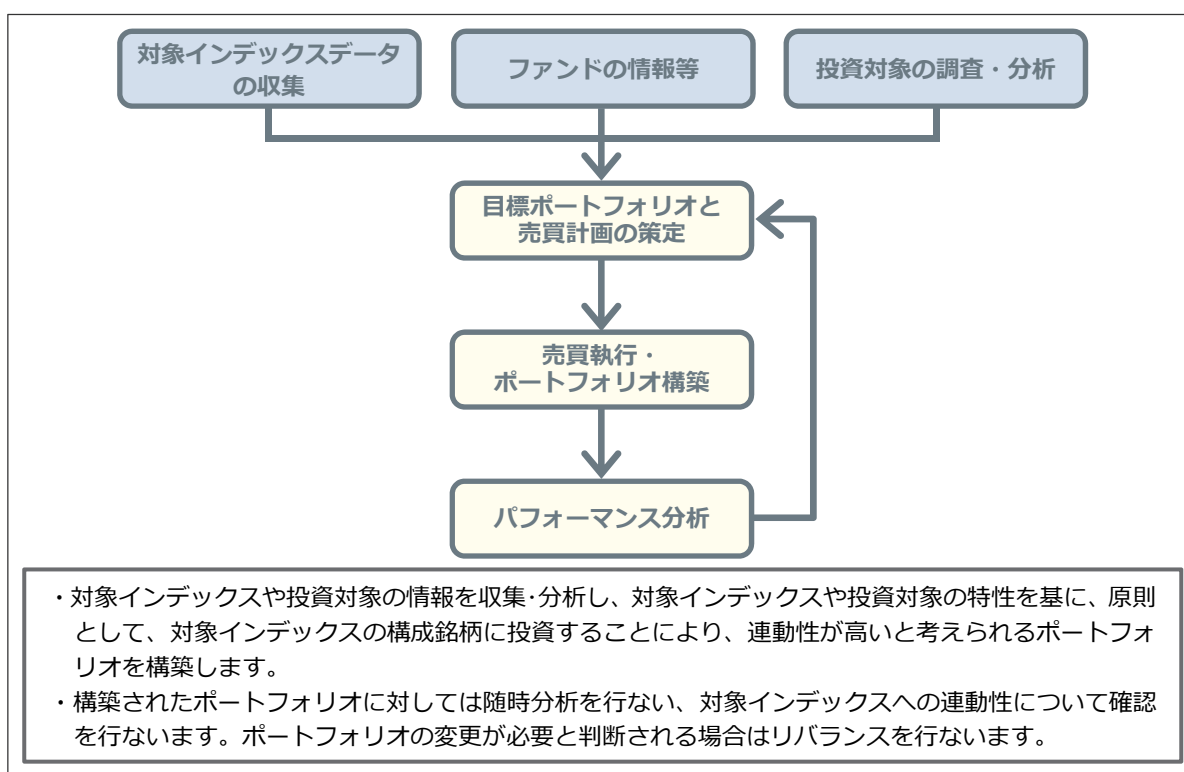 対象インデックスデータ
の収集
ファンドの情報等
投資対象の調査・分析
目標ポートフォリオと
売買計画の策定
売買執行・
ポートフォリオ構築
パフォーマンス分析
・対象インデックスや投資対象の情報を収集･分析し、対象インデックスや投資対象の特性を基に、原則
として、対象インデックスの構成銘柄に投資することにより、連動性が高いと考えられるポートフォ
リオを構築します。
・構築されたポートフォリオに対しては随時分析を行ない、対象インデックスへの連動性について確認
を行ないます。ポートフォリオの変更が必要と判断される場合はリバランスを行ないます。